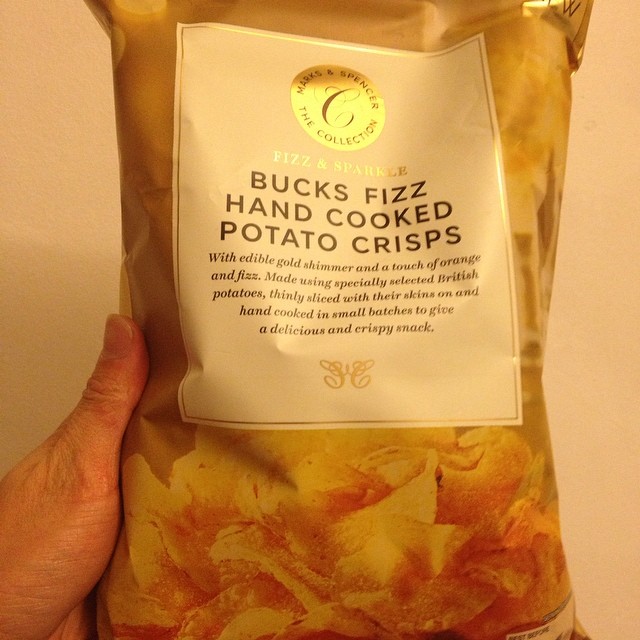 MARKS & SPENCER
C
THE COLLECTION
FIZZ & SPARKLE
BUCKS FIZZ
HAND COOKED
POTATO CRISPS
With edible gold shimmer and a touch of orange
and fizz. Made using specially selected British
potatoes, thinly sliced with their skins on and
hand cooked in small batches to give
a delicious and crispy snack.